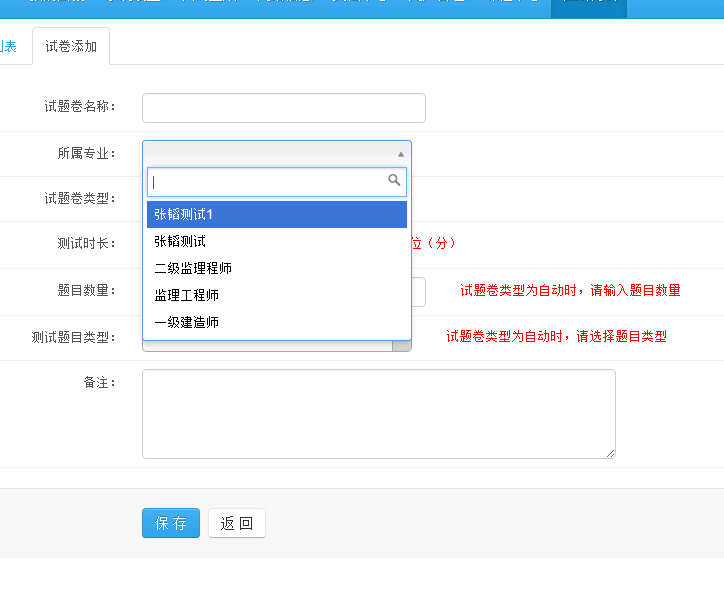 列表
试卷添加
试题卷名称：
所属专业：
试题卷类型：
张韬测试1
测试时长：
位（分）
张韬测试
二级监理程师
题目数量：
监理工程师
试题卷类型为自动时，请输入题目数量
一级建造师
测试题目类型：
试题卷类型为自动时，请选择题目类型
备注：
保 存
返 回